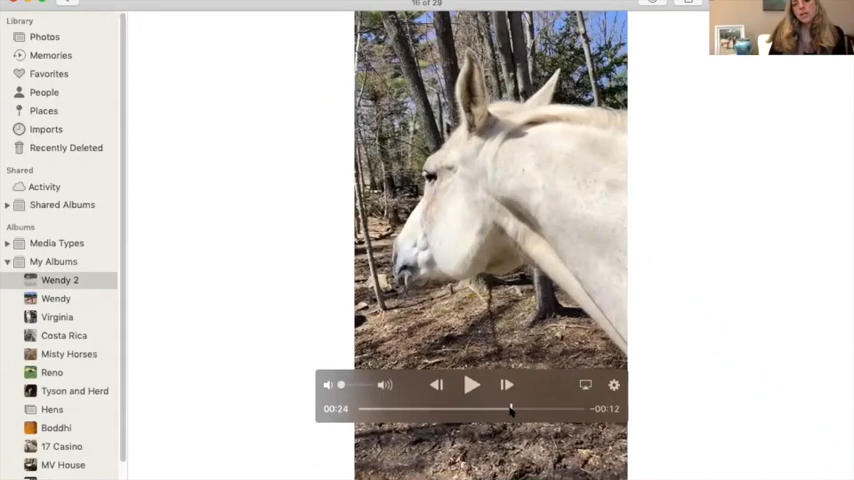 16 of 29
Library
Photos
Memories
Favorites
People
Places
Imports
Recently Deleted
Shared
Activity
Shared Albums
Albums
Media Types
My Albums
Wendy 2
Wendy
Virginia
Costa Rica
Misty Horses
Reno
Tyson and Herd
Hens
Boddhi
17 Casino
MV House
00:24
-00:12